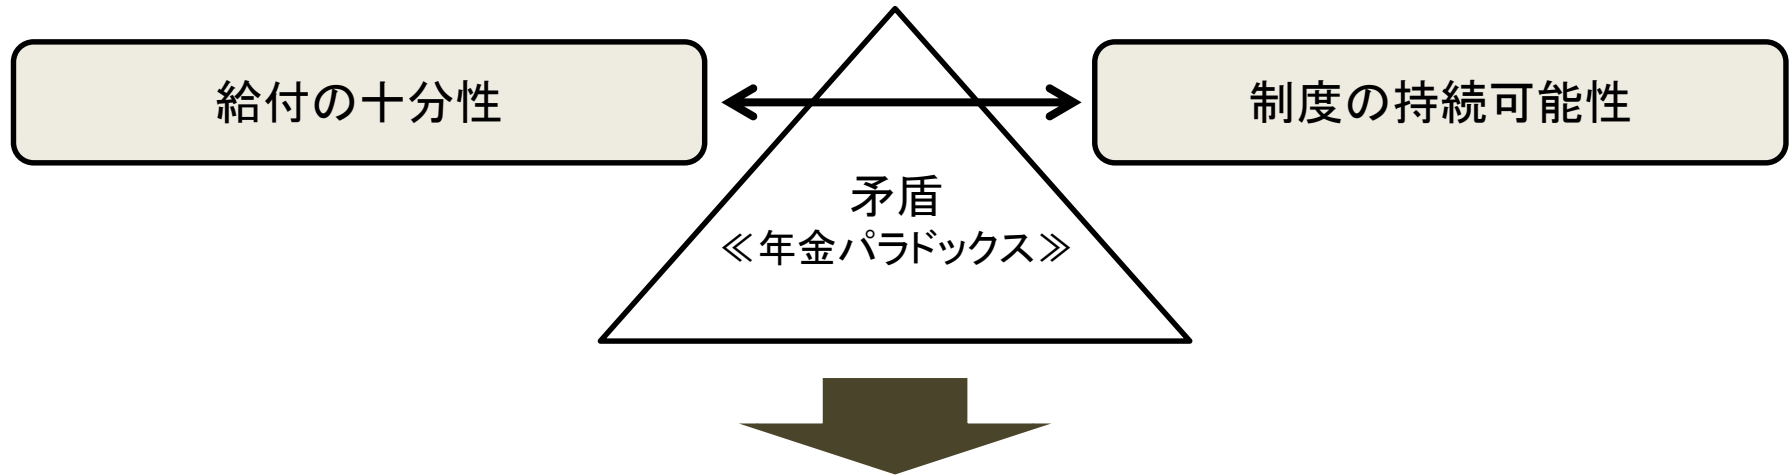 給付の十分性
制度の持続可能性
矛盾
≪年金パラドックス≫